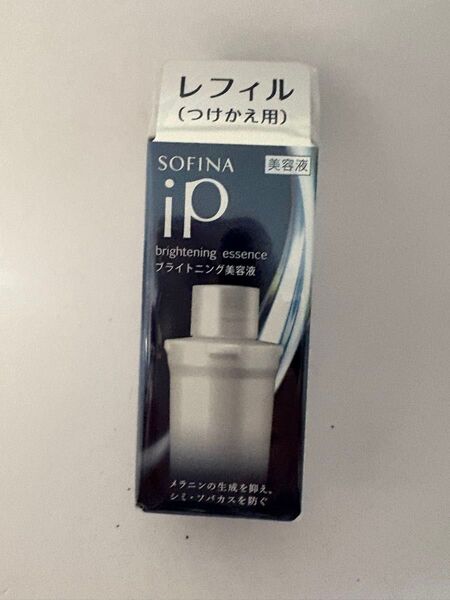 レフィル
(つけかえ用)
SOFINA
美容液
iP
brightening essence
ブライトニング美容液
メラニンの生成を抑え、
シミ・ソバカスを防ぐ